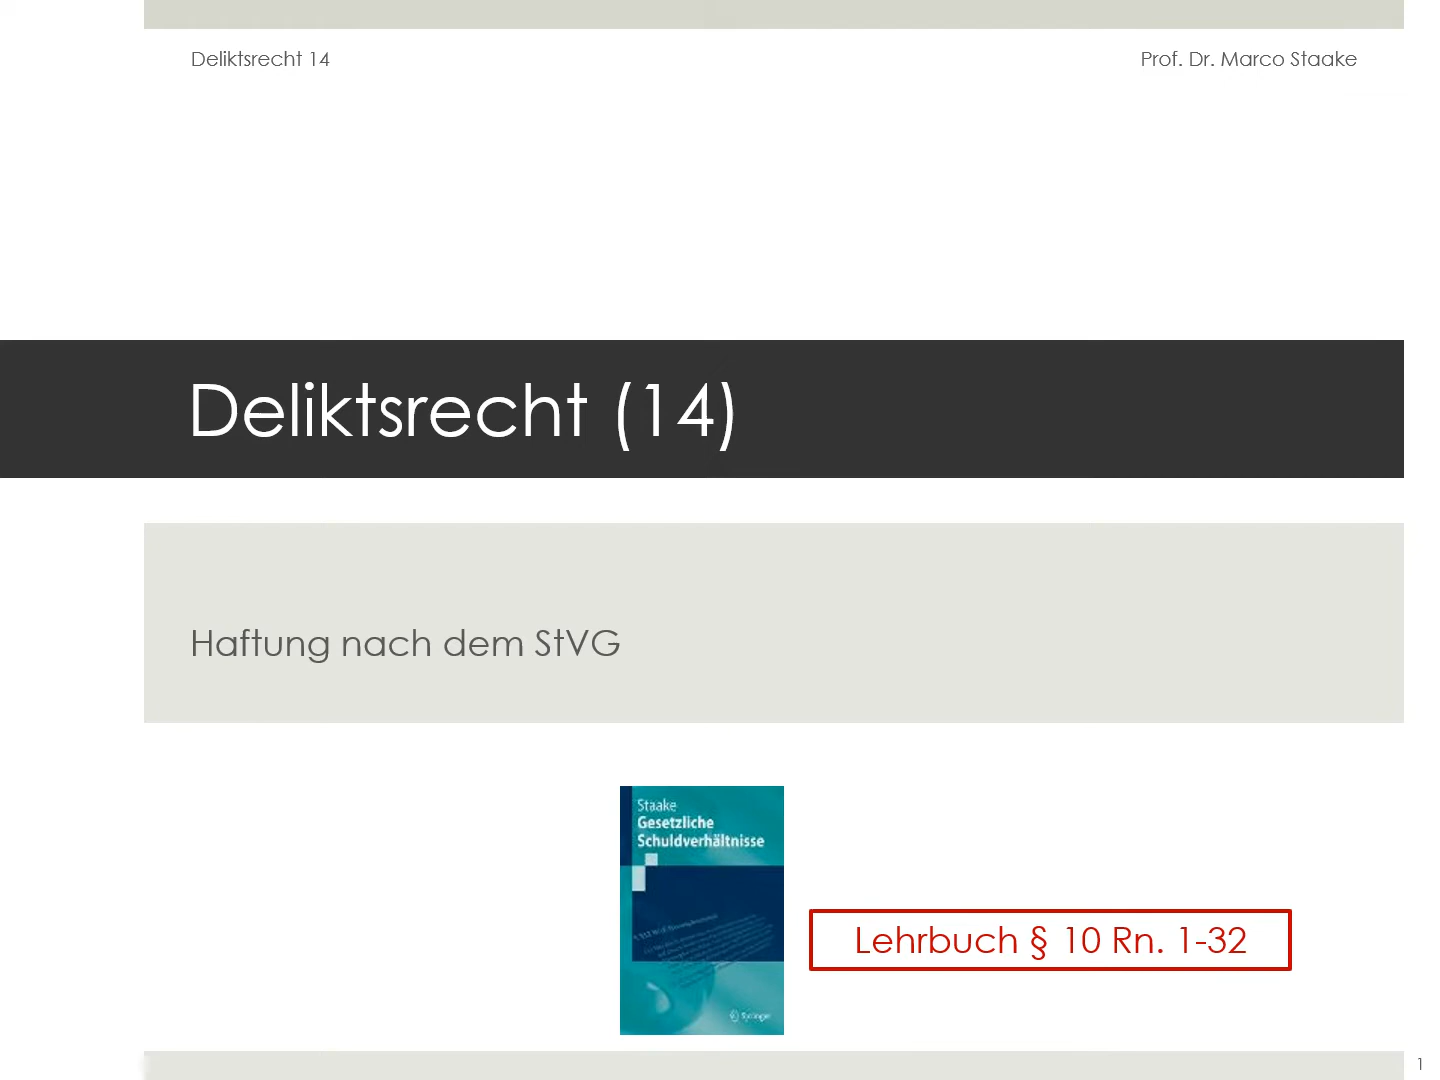 Deliktsrecht 14
Prof. Dr. Marco Staake
Deliktsrecht (14)
Haftung nach dem StVG
Staake
Gesetzliche
Schuldverhältnisse
Springer
Lehrbuch § 10 Rn. 1-32
1